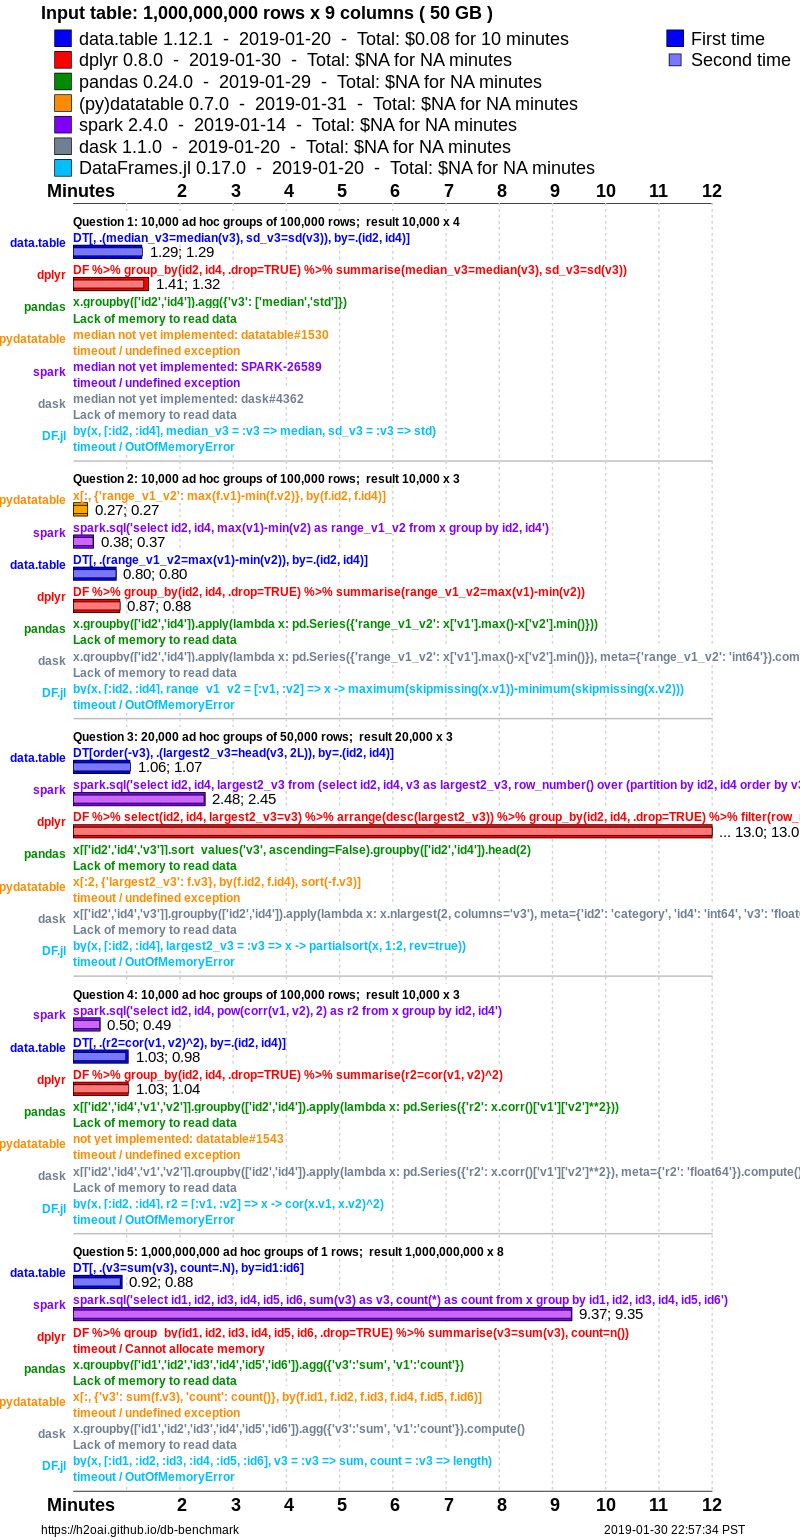 Input table: 1,000,000,000 rows x 9 columns ( 50 GB )
data.table 1.12.1 - 2019-01-20 - Total: $0.08 for 10 minutes
First time
dplyr 0.8.0 - 2019-01-30 - Total: $NA for NA minutes
Second time
pandas 0.24.0 - 2019-01-29 - Total: $NA for NA minutes
(py)datatable 0.7.0 - 2019-01-31 - Total: $NA for NA minutes
spark 2.4.0 - 2019-01-14 - Total: $NA for NA minutes
dask 1.1.0 - 2019-01-20 - Total: $NA for NA minutes
DataFrames.jl 0.17.0 - 2019-01-20 - Total: $NA for NA minutes
Minutes 2 3 4 5 6 7 8 9 10 11 12
Question 1: 10,000 ad hoc groups of 100,000 rows; result 10,000 x 4
data.table DT[, .(median_v3=median(v3), sd_v3=sd(v3)), by=.(id2, id4)]
1.29; 1.29
dplyr DF %>% group_by(id2, id4, .drop=TRUE) %>% summarise(median_v3=median(v3), sd_v3=sd(v3))
1.41; 1.32
pandas x.groupby(['id2','id4']).agg({'v3': ['median','std']})
Lack of memory to read data
pydatatable median not yet implemented: datatable#1530
timeout / undefined exception
spark median not yet implemented: SPARK-26589
timeout / undefined exception
dask median not yet implemented: dask#4362
Lack of memory to read data
DF.jl by(x, [:id2, :id4], median_v3 = :v3 => median, sd_v3 = :v3 => std)
timeout / OutOfMemoryError
Question 2: 10,000 ad hoc groups of 100,000 rows; result 10,000 x 3
pydatatable x[:, {'range_v1_v2': max(f.v1)-min(f.v2)}, by(f.id2, f.id4)]
0.27; 0.27
spark spark.sql('select id2, id4, max(v1)-min(v2) as range_v1_v2 from x group by id2, id4')
0.38; 0.37
data.table DT[, .(range_v1_v2=max(v1)-min(v2)), by=.(id2, id4)]
0.80; 0.80
dplyr DF %>% group_by(id2, id4, .drop=TRUE) %>% summarise(range_v1_v2=max(v1)-min(v2))
0.87; 0.88
pandas x.groupby(['id2','id4']).apply(lambda x: pd.Series({'range_v1_v2': x['v1'].max()-x['v2'].min()}))
Lack of memory to read data
dask x.groupby(['id2','id4']).apply(lambda x: pd.Series({'range_v1_v2': x['v1'].max()-x['v2'].min()}), meta={'range_v1_v2': 'int64'}).com
Lack of memory to read data
DF.jl by(x, [:id2, :id4], range_v1_v2 = [:v1, :v2] => x -> maximum(skipmissing(x.v1))-minimum(skipmissing(x.v2)))
timeout / OutOfMemoryError
Question 3: 20,000 ad hoc groups of 50,000 rows; result 20,000 x 3
data.table DT[order(-v3), .(largest2_v3=head(v3, 2L)), by=.(id2, id4)]
1.06; 1.07
spark spark.sql('select id2, id4, largest2_v3 from (select id2, id4, v3 as largest2_v3, row_number() over (partition by id2, id4 order by v3
2.48; 2.45
dplyr DF %>% select(id2, id4, largest2_v3=v3) %>% arrange(desc(largest2_v3)) %>% group_by(id2, id4, .drop=TRUE) %>% filter(row_
... 13.0; 13.0
pandas x[['id2','id4','v3']].sort_values('v3', ascending=False).groupby(['id2','id4']).head(2)
Lack of memory to read data
pydatatable x[:2, {'largest2_v3': f.v3}, by(f.id2, f.id4), sort(-f.v3)]
timeout / undefined exception
dask x[['id2','id4','v3']].groupby(['id2','id4']).apply(lambda x: x.nlargest(2, columns='v3'), meta={'id2': 'category', 'id4': 'int64', 'v3': 'float
Lack of memory to read data
DF.jl by(x, [:id2, :id4], largest2_v3 = :v3 => x -> partialsort(x, 1:2, rev=true))
timeout / OutOfMemoryError
Question 4: 10,000 ad hoc groups of 100,000 rows; result 10,000 x 3
spark spark.sql('select id2, id4, pow(corr(v1, v2), 2) as r2 from x group by id2, id4')
0.50; 0.49
data.table DT[, .(r2=cor(v1, v2)^2), by=.(id2, id4)]
1.03; 0.98
dplyr DF %>% group_by(id2, id4, .drop=TRUE) %>% summarise(r2=cor(v1, v2)^2)
1.03; 1.04
pandas x[['id2','id4','v1','v2']].groupby(['id2','id4']).apply(lambda x: pd.Series({'r2': x.corr()['v1']['v2']**2}))
Lack of memory to read data
pydatatable not yet implemented: datatable#1543
timeout / undefined exception
dask x[['id2','id4','v1','v2']].groupby(['id2','id4']).apply(lambda x: pd.Series({'r2': x.corr()['v1']['v2']**2}), meta={'r2': 'float64'}).compute()
Lack of memory to read data
DF.jl by(x, [:id2, :id4], r2 = [:v1, :v2] => x -> cor(x.v1, x.v2)^2)
timeout / OutOfMemoryError
Question 5: 1,000,000,000 ad hoc groups of 1 rows; result 1,000,000,000 x 8
data.table DT[, .(v3=sum(v3), count=.N), by=id1:id6]
0.92; 0.88
spark spark.sql('select id1, id2, id3, id4, id5, id6, sum(v3) as v3, count(*) as count from x group by id1, id2, id3, id4, id5, id6')
9.37; 9.35
dplyr DF %>% group_by(id1, id2, id3, id4, id5, id6, .drop=TRUE) %>% summarise(v3=sum(v3), count=n())
timeout / Cannot allocate memory
pandas x.groupby(['id1','id2','id3','id4','id5','id6']).agg({'v3':'sum', 'v1':'count'})
Lack of memory to read data
pydatatable x[:, {'v3': sum(f.v3), 'count': count()}, by(f.id1, f.id2, f.id3, f.id4, f.id5, f.id6)]
timeout / undefined exception
dask x.groupby(['id1','id2','id3','id4','id5','id6']).agg({'v3':'sum', 'v1':'count'}).compute()
Lack of memory to read data
DF.jl by(x, [:id1, :id2, :id3, :id4, :id5, :id6], v3 = :v3 => sum, count = :v3 => length)
timeout / OutOfMemoryError
Minutes 2 3 4 5 6 7 8 9 10 11 12
https://h2oai.github.io/db-benchmark
2019-01-30 22:57:34 PST